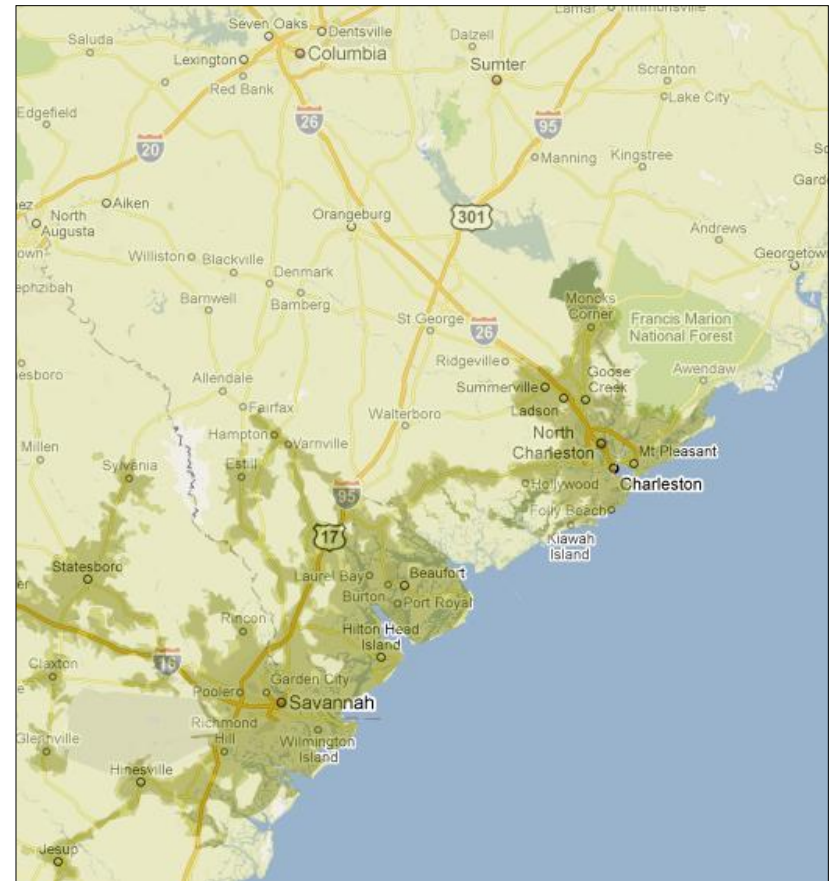 Lamar
Timmonsville
Seven Oaks
Dentsville
Saluda
Dalzell
Columbia
Lexington
Sumter
Scranton
Red Bank
Lake City
26
Edgefield
95
20
Manning
Kingstree
Aiken
North
Augusta
Orangeburg
301
Andrews
Williston
Blackville
Georgetown
Denmark
Barnwell
Bamberg
Moncks
Corner
St George
26
Francis Marion
National Forest
Ridgeville
Goose
Creek
Awendaw
Summerville
Allendale
Ladson
Fairfax
Walterboro
North
Charleston
Hampton
Varnville
Millen
Mt Pleasant
Sylvania
Estill
Hollywood
Charleston
95
Folly Beach
17
Kiawah
Island
Statesboro
Laurel Bay
Beaufort
Burton
Port Royal
Rincon
Hilton Head
Island
16
Claxton
Pooler
Garden City
Savannah
Richmond
Hill
Glennville
Wilmington
Island
Hinesville
Jesup